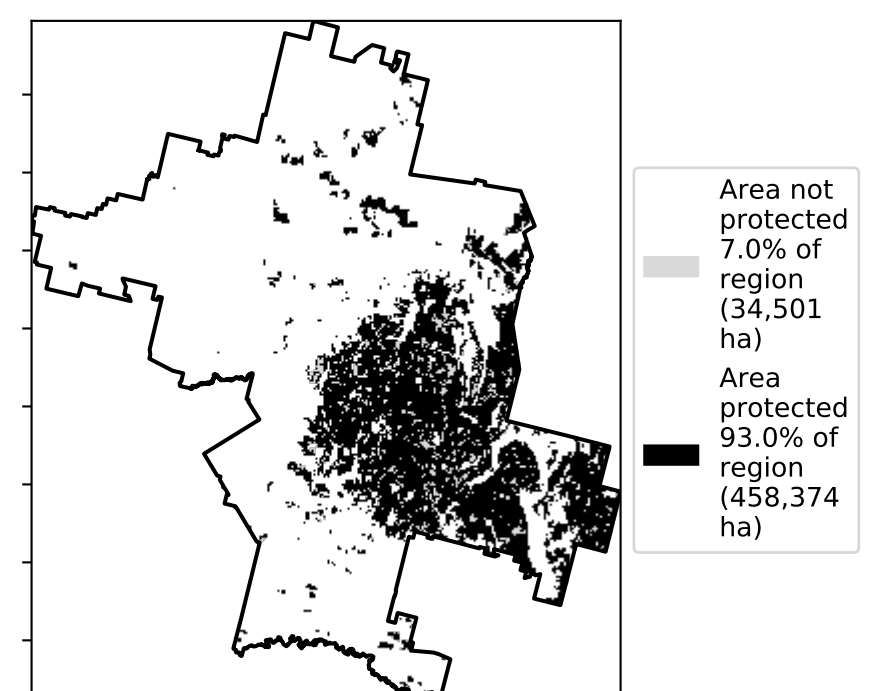 Area not
protected
7.0% of
region
(34,501
ha)
Area
protected
93.0% of
region
(458,374
ha)